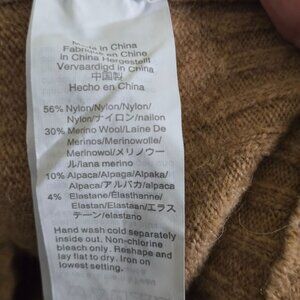 Made in China
Fabriqué en Chine
In China Hergestellt
Vervaardigd in China
中国製
Hecho en China
56% Nylon/Nylon/Nylon/
Nylon/ナイロン/nailon
30% Merino Wool/Laine De
Merinos/Merinowolle/
Merinowol/メリノウー
ル/lana merino
10% Alpaca/Alpaga/Alpaka/
Alpaca/アルパカ/alpaca
4% Elastane/Élasthanne/
Elastan/Elastaan/エラス
テーン/elastano
Hand wash cold separately
inside out. Non-chlorine
bleach only. Reshape and
lay flat to dry. Iron on
lowest setting.